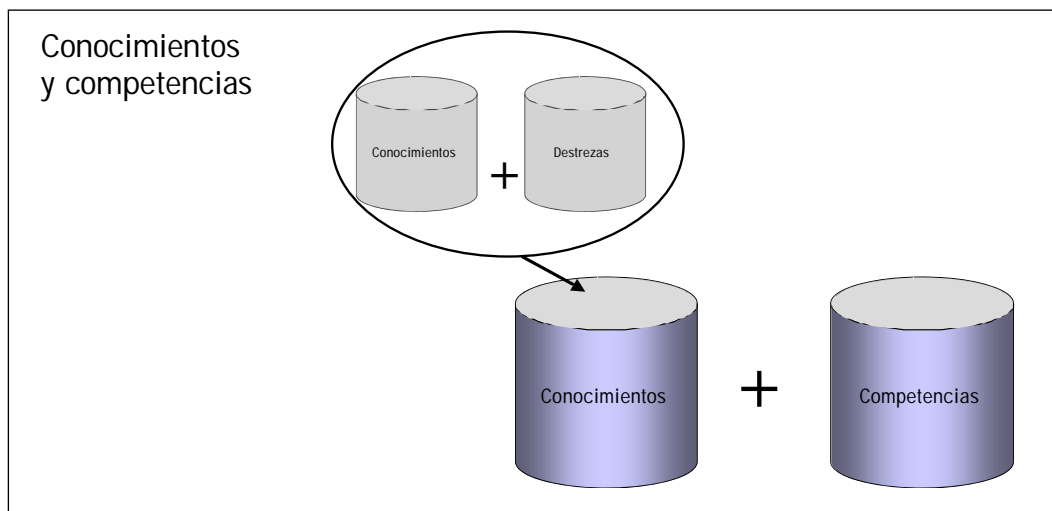 Conocimientos
y competencias
Conocimientos
+
Destrezas
Conocimientos
+
Competencias